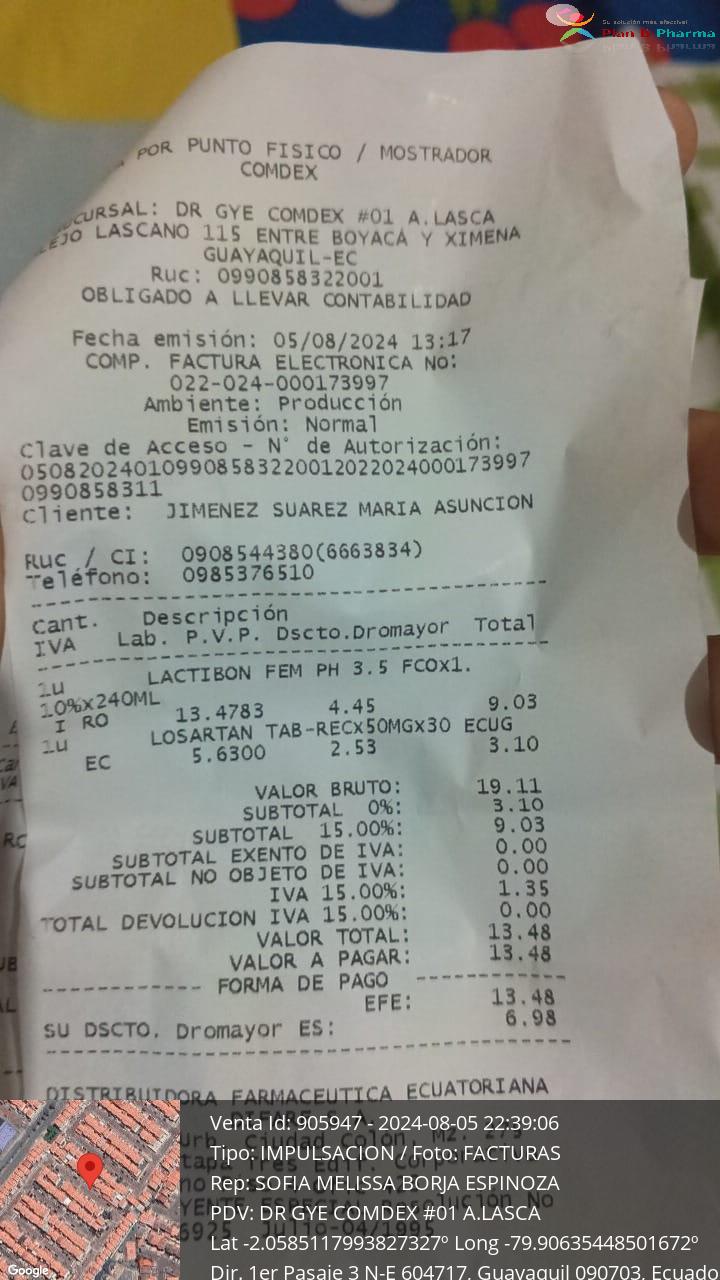 Su solución más efectiva!
Plan B Pharma
POR PUNTO FISICO / MOSTRADOR
COMDEX
SUCURSAL: DR GYE COMDEX #01 A.LASCA
LASCANO 115 ENTRE BOYACÁ Y XIMENA
GUAYAQUIL-EC
Ruc: 0990858322001
OBLIGADO A LLEVAR CONTABILIDAD
Fecha emisión: 05/08/2024 13:17
COMP. FACTURA ELECTRONICA No:
022-024-000173997
Ambiente: Producción
Emisión: Normal
Clave de Acceso - N° de Autorización:
050820240109908583220012022024000173997
0990858311
Cliente: JIMENEZ SUAREZ MARIA ASUNCION
Ruc / CI: 0908544380(6663834)
Teléfono: 0985376510
Cant. Descripción
IVA Lab. P.V.P. Dscto.Dromayor Total
1u LACTIBON FEM PH 3.5 FCOx1.
10%x240ML
I RO 13.4783 4.45 9.03
1u LOSARTAN TAB-RECx50MGx30 ECUG
EC 5.6300 2.53 3.10
VALOR BRUTO: 19.11
SUBTOTAL 0%: 3.10
SUBTOTAL 15.00%: 9.03
SUBTOTAL EXENTO DE IVA: 0.00
SUBTOTAL NO OBJETO DE IVA: 0.00
IVA 15.00%: 1.35
TOTAL DEVOLUCION IVA 15.00%: 0.00
VALOR TOTAL: 13.48
VALOR A PAGAR: 13.48
------------ FORMA DE PAGO -----------
EFE: 13.48
SU DSCTO. Dromayor ES: 6.98
DISTRIBUIDORA FARMACEUTICA ECUATORIANA
Venta Id: 905947 - 2024-08-05 22:39:06
Tipo: IMPULSACION / Foto: FACTURAS
Rep: SOFIA MELISSA BORJA ESPINOZA
PDV: DR GYE COMDEX #01 A.LASCA
Lat -2.0585117993827327º Long -79.90635448501672º
Dir. 1er Pasaje 3 N-E 604717, Guayaquil 090703, Ecuado
Google